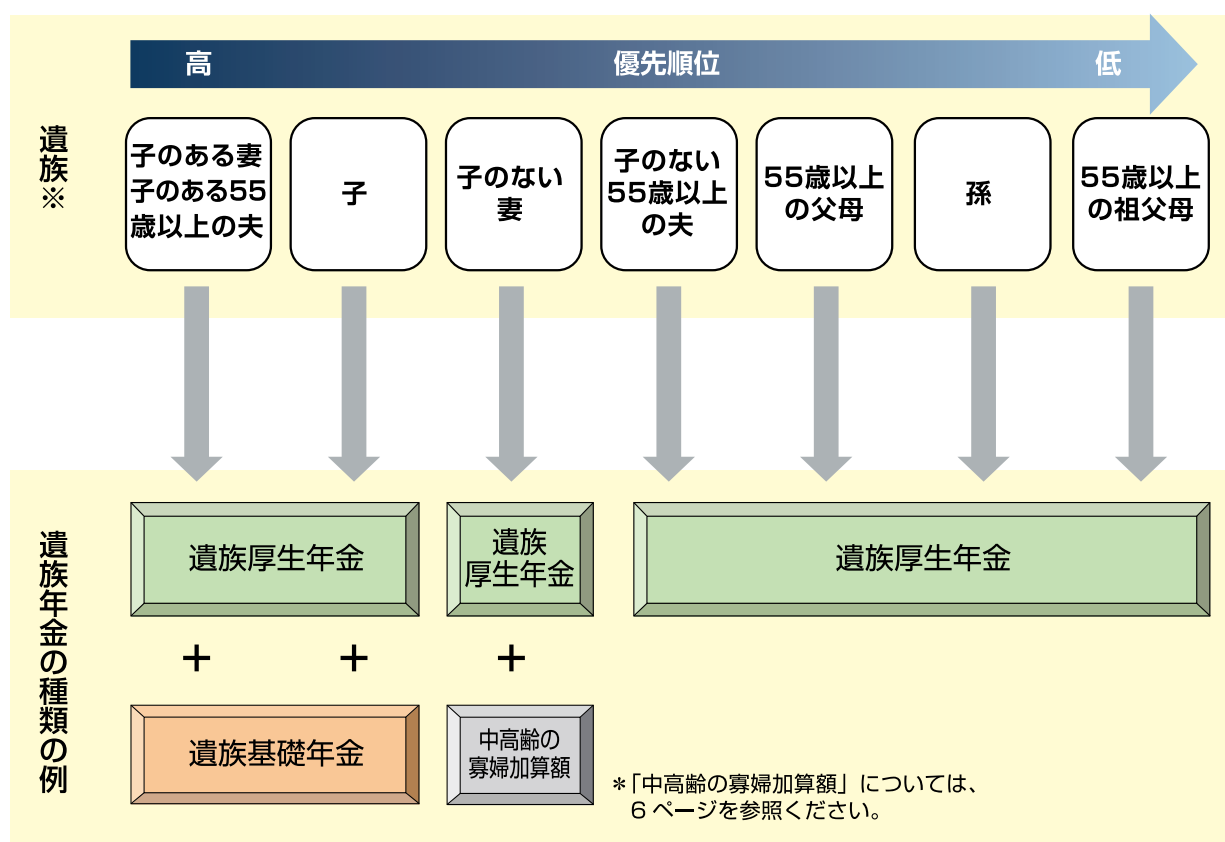 高 優先順位 低
遺族※
子のある妻
子のある55
歳以上の夫
子
子のない
妻
子のない
55歳以上
の夫
55歳以上
の父母
孫
55歳以上
の祖父母
遺族年金の種類の例
遺族厚生年金
遺族
厚生年金
遺族厚生年金
+ + +
遺族基礎年金
中高齢の
寡婦加算額
*「中高齢の寡婦加算額」については、
6ページを参照ください。